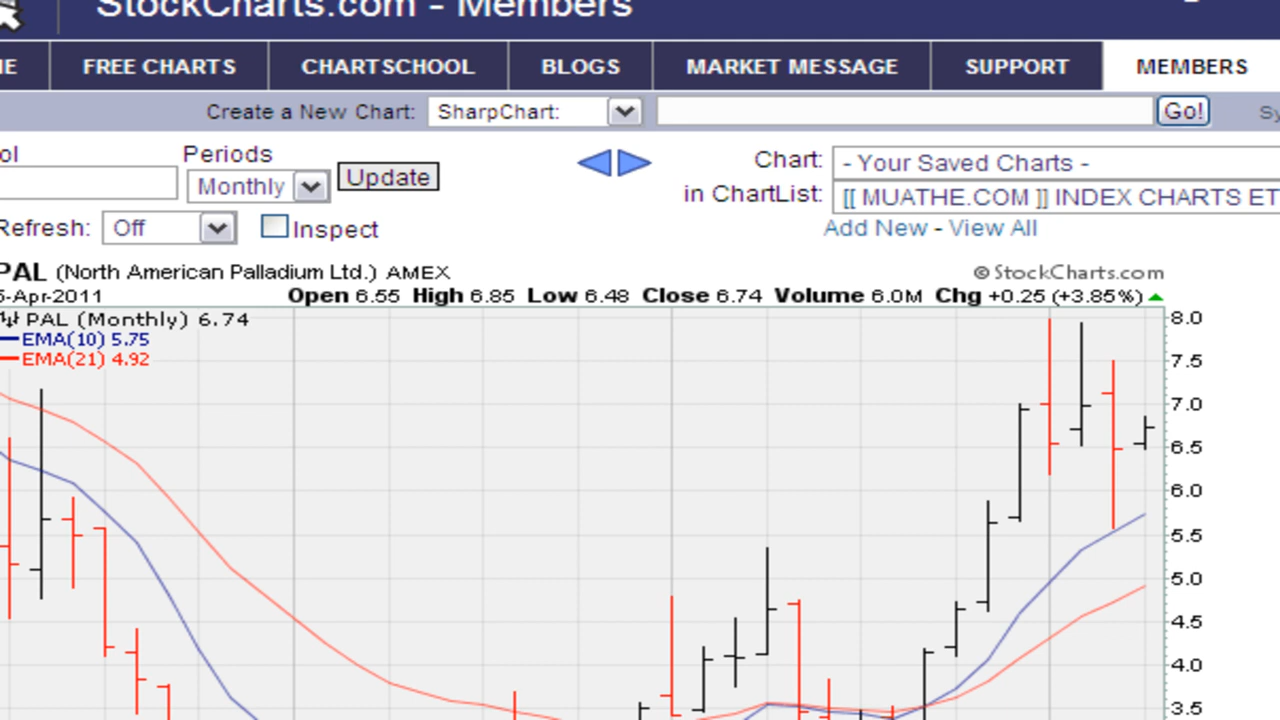 StockCharts.com - Members
FREE CHARTS CHARTSCHOOL BLOGS MARKET MESSAGE SUPPORT MEMBERS
Create a New Chart: SharpChart: Go!
Periods Chart: - Your Saved Charts -
Monthly Update in ChartList: [[ MUATHE.COM ]] INDEX CHARTS ET
Refresh: Off Inspect Add New - View All
PAL (North American Palladium Ltd.) AMEX © StockCharts.com
5-Apr-2011 Open 6.55 High 6.85 Low 6.48 Close 6.74 Volume 6.0M Chg +0.25 (+3.85%)
PAL (Monthly) 6.74
EMA(10) 5.75
EMA(21) 4.92
8.0
7.5
7.0
6.5
6.0
5.5
5.0
4.5
4.0
3.5